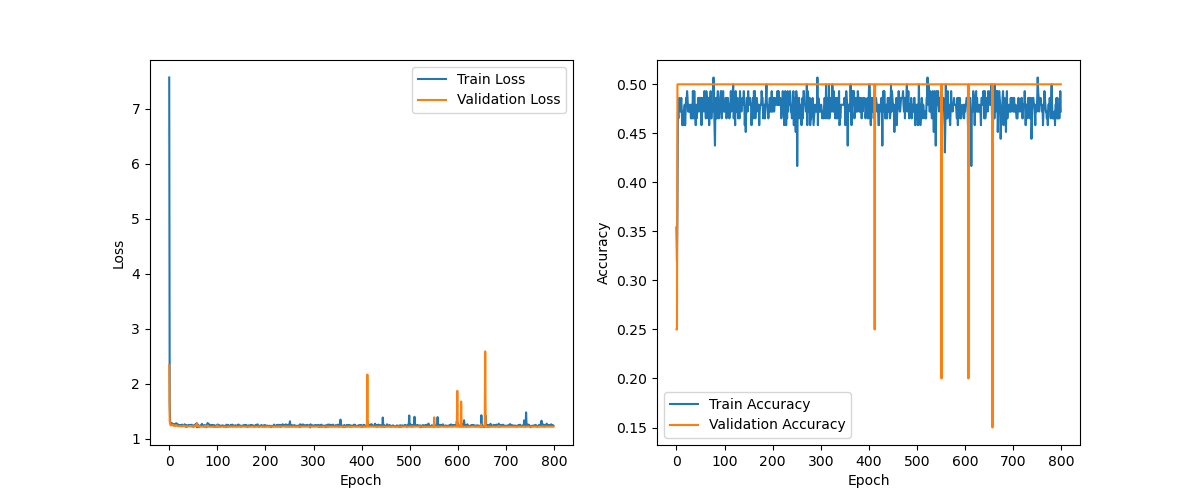 Train Loss
Validation Loss
7
6
5
4
3
2
1
0 100 200 300 400 500 600 700 800
Epoch
Loss
0.50
0.45
0.40
0.35
0.30
0.25
0.20
0.15
Train Accuracy
Validation Accuracy
0 100 200 300 400 500 600 700 800
Epoch
Accuracy